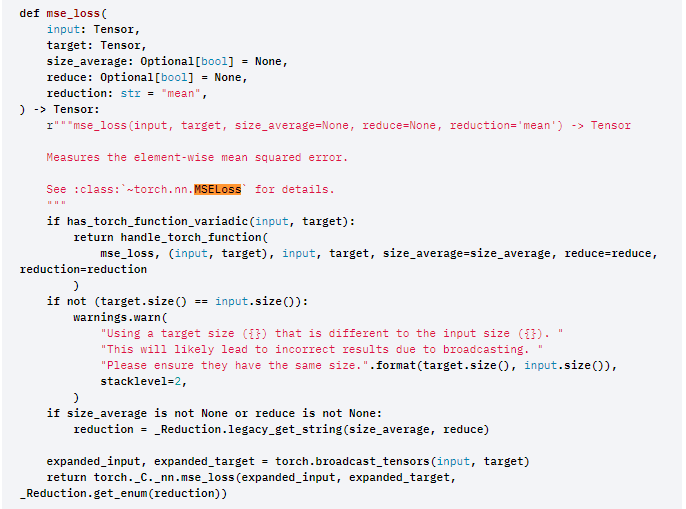 def mse_loss(
    input: Tensor,
    target: Tensor,
    size_average: Optional[bool] = None,
    reduce: Optional[bool] = None,
    reduction: str = "mean",
) -> Tensor:
    r"""mse_loss(input, target, size_average=None, reduce=None, reduction='mean') -> Tensor

    Measures the element-wise mean squared error.

    See :class:`~torch.nn.MSELoss` for details.
    """
    if has_torch_function_variadic(input, target):
        return handle_torch_function(
            mse_loss, (input, target), input, target, size_average=size_average, reduce=reduce,
reduction=reduction
        )
    if not (target.size() == input.size()):
        warnings.warn(
            "Using a target size ({}) that is different to the input size ({}). "
            "This will likely lead to incorrect results due to broadcasting. "
            "Please ensure they have the same size.".format(target.size(), input.size()),
            stacklevel=2,
        )
    if size_average is not None or reduce is not None:
        reduction = _Reduction.legacy_get_string(size_average, reduce)

    expanded_input, expanded_target = torch.broadcast_tensors(input, target)
    return torch._C._nn.mse_loss(expanded_input, expanded_target,
_Reduction.get_enum(reduction))